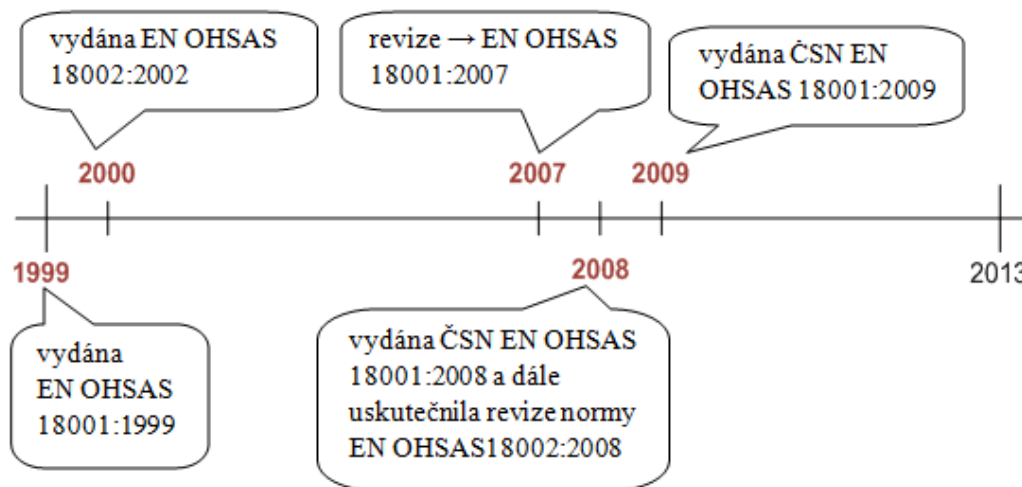 vydána EN OHSAS
18002:2002
revize → EN OHSAS
18001:2007
vydána ČSN EN
OHSAS 18001:2009
2000
2007
2009
1999
2008
2013
vydána
EN OHSAS
18001:1999
vydána ČSN EN OHSAS
18001:2008 a dále
uskutečnila revize normy
EN OHSAS18002:2008